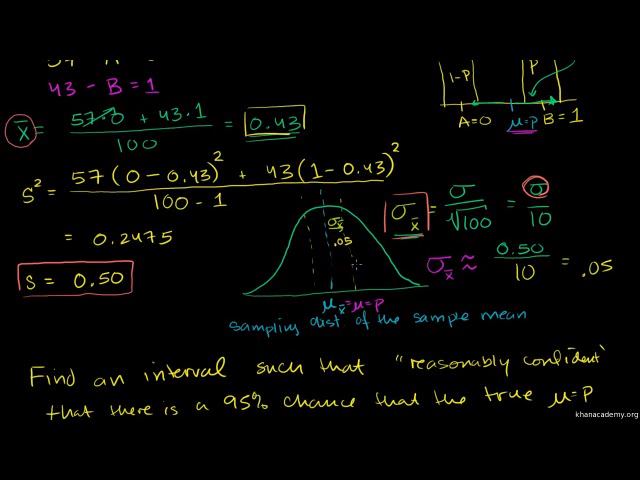 43 - B = 1
1-P
P
A=0
μ=P
B=1
x̄ = (57·0 + 43·1) / 100 = 0.43
S² = (57(0-0.43)² + 43(1-0.43)²) / (100-1)
= 0.2475
S = 0.50
σx̄ = σ/√100 = σ/10
σx̄ ≈ 0.50/10 = .05
σx̄
.05
μx̄=μ=P
sampling dist of the sample mean
Find an interval such that "reasonably confident"
that there is a 95% chance that the true μ=P
khanacademy.org